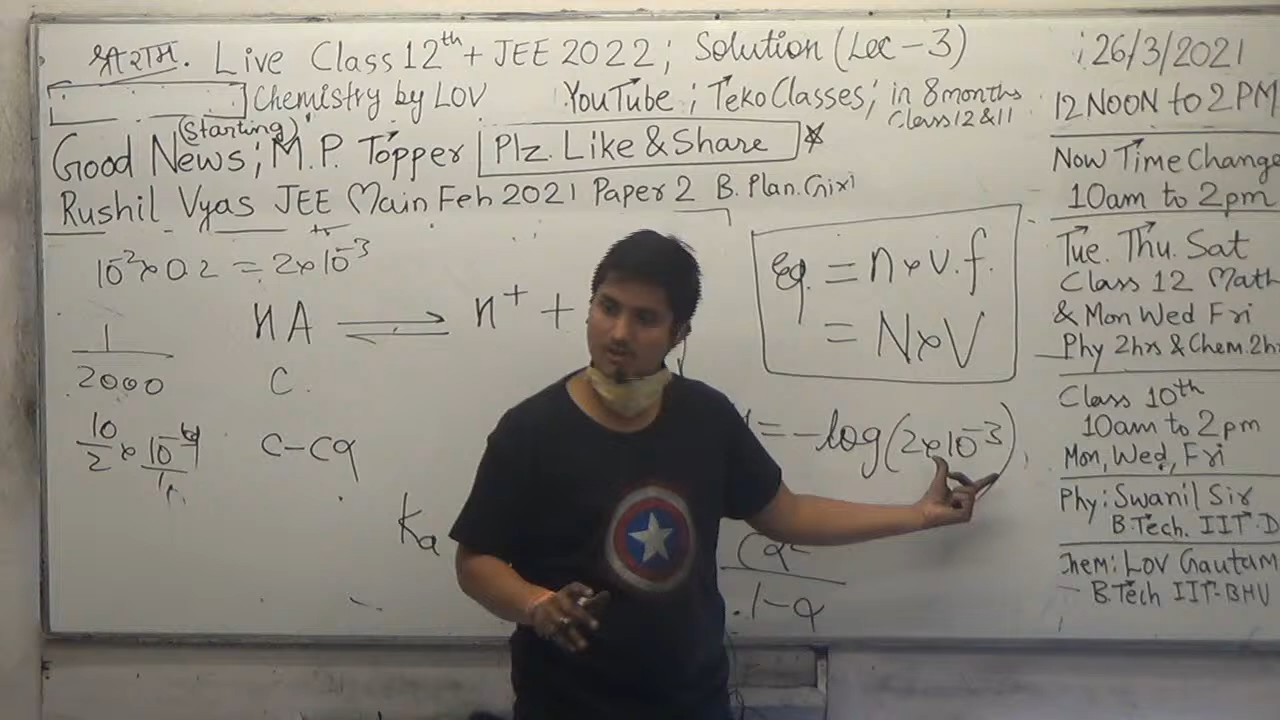 श्री राम. Live Class 12th + JEE 2022 ; Solution (Lec - 3)
Chemistry by LOV YouTube ; TekoClasses ; in 8 months
Class 12 & 11
(Starting)
Good News ; M.P. Topper Plz. Like & Share
Rushil Vyas JEE Main Feb 2021 Paper 2 B. Plan.
10⁻² × 0.2 = 2×10⁻³
HA ⇌ H⁺ +
1/2000
C.
10/2 ×
C-Cα
Ka
Eq. = n×v.f.
= N×V
= -log(2×10⁻³)
Cα²/1-α
; 26/3/2021
12 NOON to 2 PM
Now Time Change
10am to 2pm
Tue. Thu. Sat
Class 12 Math
& Mon Wed Fri
Phy 2hrs & Chem. 2h
Class 10th
10am to 2pm
Mon, Wed, Fri
Phy : Swanil Sir
B.Tech. IIT-D
Chem : Lov Gautam
B.Tech IIT-BHU